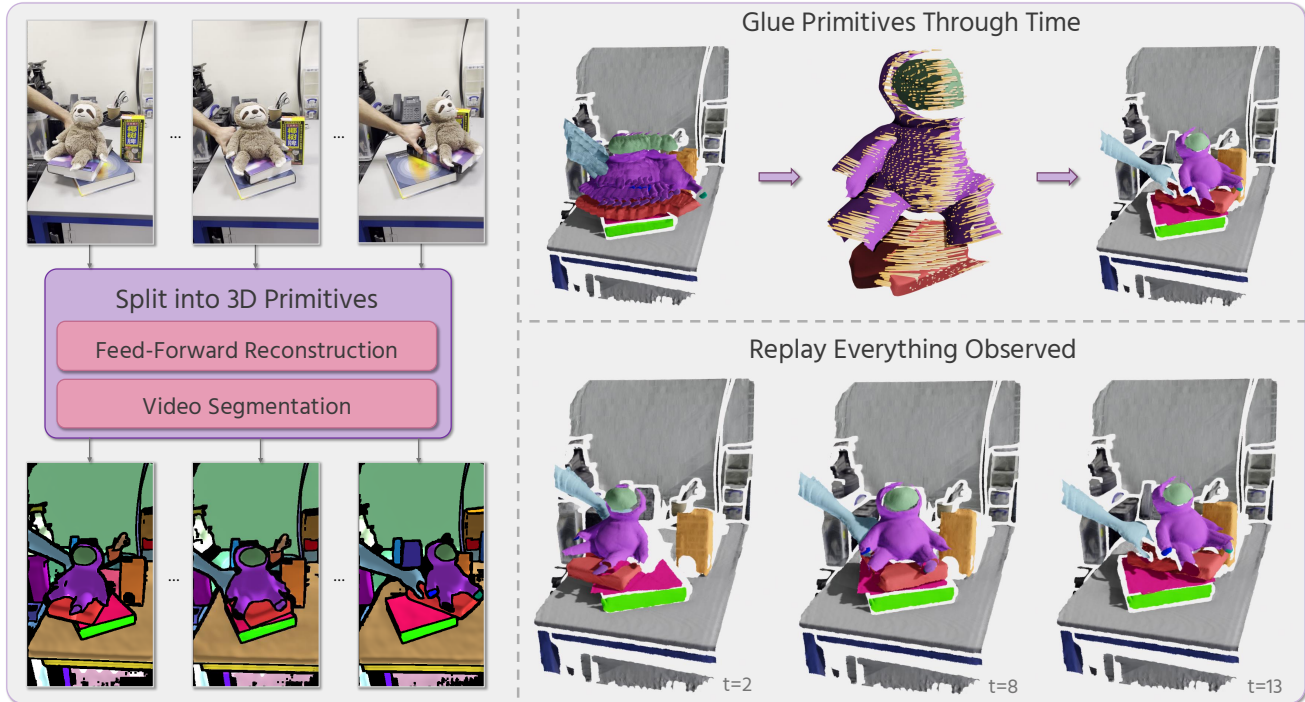 ...
...
Split into 3D Primitives
Feed-Forward Reconstruction
Video Segmentation
...
...
Glue Primitives Through Time
Replay Everything Observed
t=2
t=8
t=13